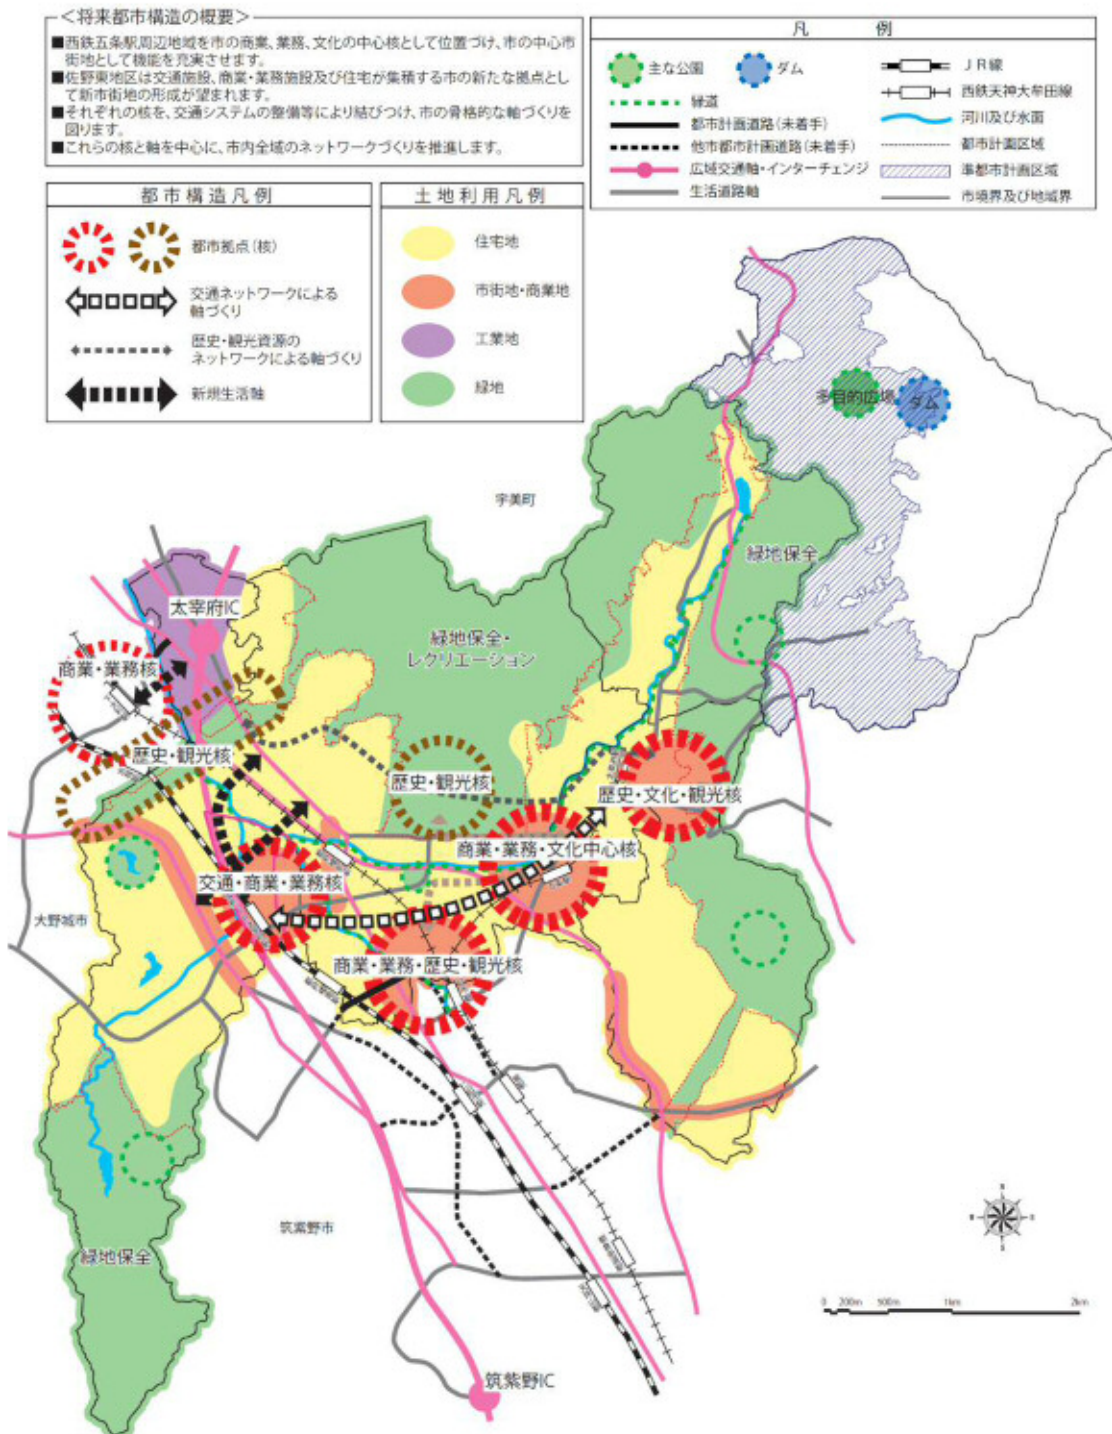 ＜将来都市構造の概要＞
■西鉄五条駅周辺地域を市の商業、業務、文化の中心核として位置づけ、市の中心市
街地として機能を充実させます。
■佐野東地区は交通施設、商業・業務施設及び住宅が集積する市の新たな拠点とし
て新市街地の形成が望まれます。
■それぞれの核を、交通システムの整備等により結びつけ、市の骨格的な軸づくりを
図ります。
■これらの核と軸を中心に、市内全域のネットワークづくりを推進します。
凡　例
主な公園
ダム
緑道
都市計画道路（未着手）
他市都市計画道路（未着手）
広域交通軸・インターチェンジ
生活道路軸
ＪＲ線
西鉄天神大牟田線
河川及び水面
都市計画区域
準都市計画区域
市境界及び地域界
都市構造凡例
都市拠点（核）
交通ネットワークによる
軸づくり
歴史・観光資源の
ネットワークによる軸づくり
新規生活軸
土地利用凡例
住宅地
市街地・商業地
工業地
緑地
多目的広場
ダム
宇美町
緑地保全
太宰府IC
緑地保全・
レクリエーション
商業・業務核
歴史・観光核
歴史・観光核
歴史・文化・観光核
商業・業務・文化中心核
交通・商業・業務核
大野城市
商業・業務・歴史・観光核
筑紫野市
緑地保全
筑紫野IC
0 200m 500m 1km 2km